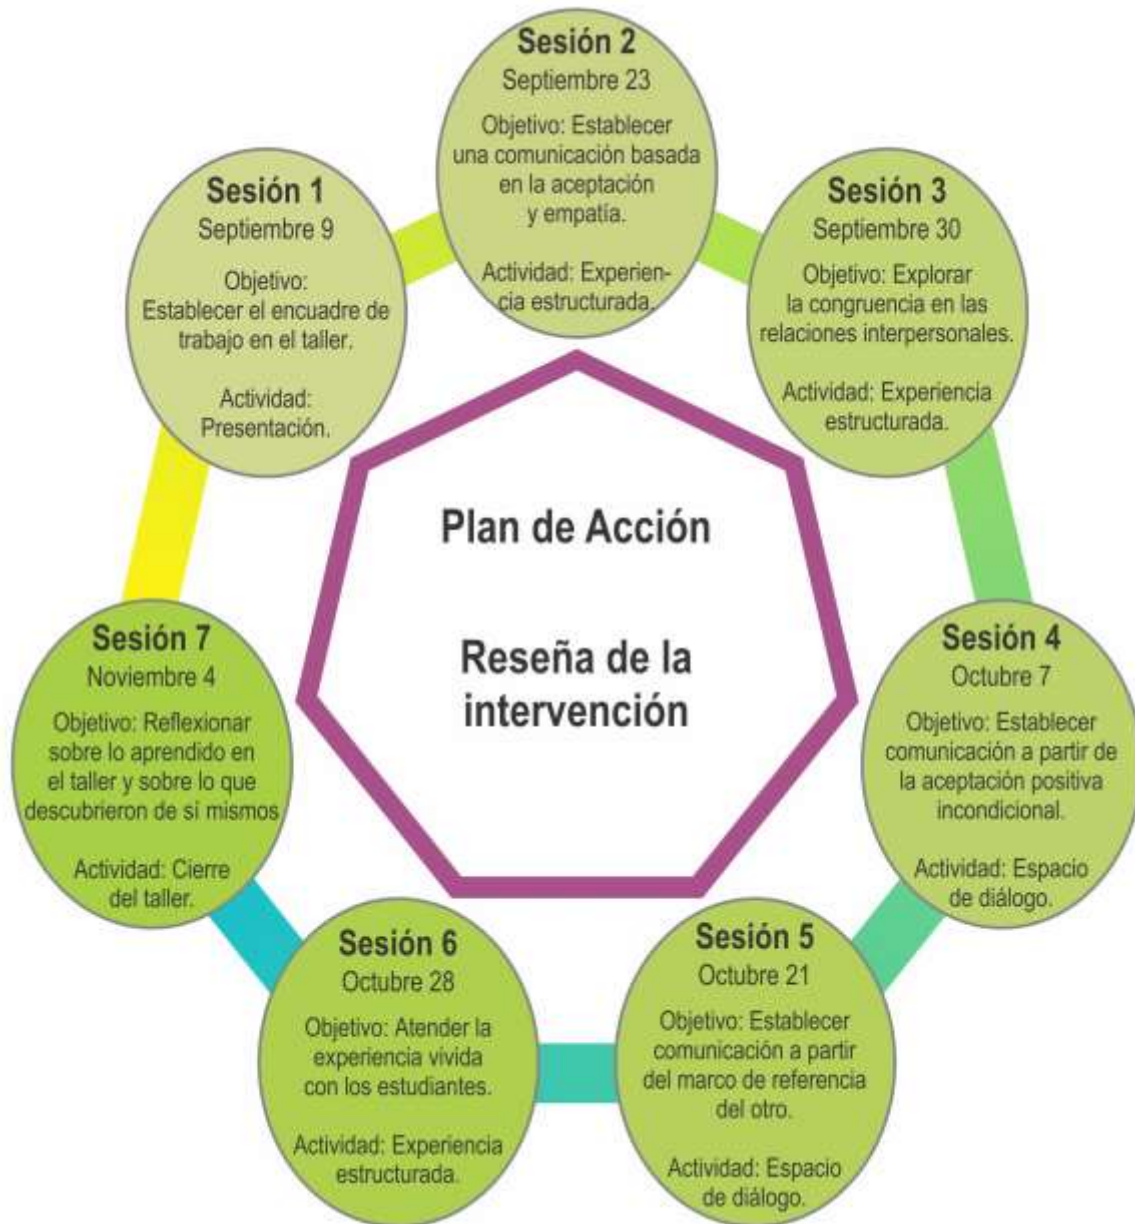 Plan de Acción
Reseña de la
intervención
Sesión 1
Septiembre 9
Objetivo:
Establecer el encuadre de
trabajo en el taller.
Actividad:
Presentación.
Sesión 2
Septiembre 23
Objetivo: Establecer
una comunicación basada
en la aceptación
y empatía.
Actividad: Experien-
cia estructurada.
Sesión 3
Septiembre 30
Objetivo: Explorar
la congruencia en las
relaciones interpersonales.
Actividad: Experiencia
estructurada.
Sesión 4
Octubre 7
Objetivo: Establecer
comunicación a partir de
la aceptación positiva
incondicional.
Actividad: Espacio
de diálogo.
Sesión 5
Octubre 21
Objetivo: Establecer
comunicación a partir
del marco de referencia
del otro.
Actividad: Espacio
de diálogo.
Sesión 6
Octubre 28
Objetivo: Atender la
experiencia vivida
con los estudiantes.
Actividad: Experiencia
estructurada.
Sesión 7
Noviembre 4
Objetivo: Reflexionar
sobre lo aprendido en
el taller y sobre lo que
descubrieron de sí mismos
Actividad: Cierre
del taller.